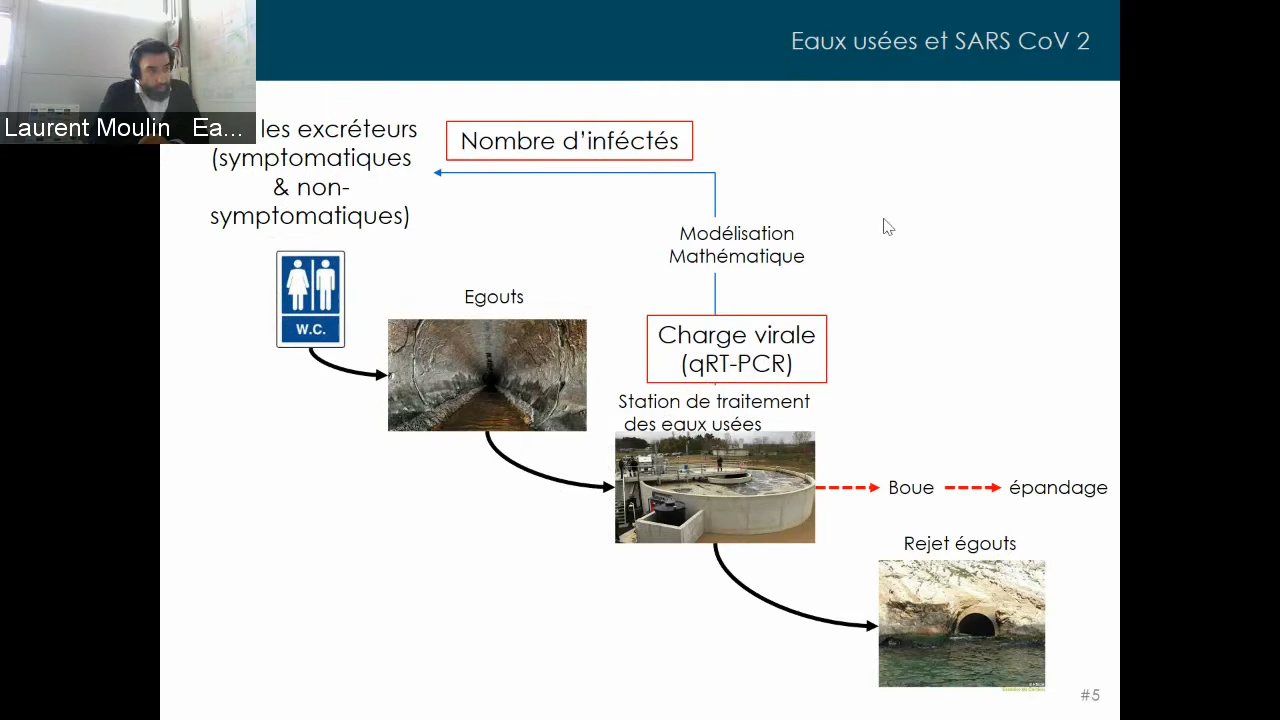 Eaux usées et SARS CoV 2
Laurent Moulin Ea...
les excréteurs
(symptomatiques
& non-
symptomatiques)
Nombre d'inféctés
Modélisation
Mathématique
W.C.
Egouts
Charge virale
(qRT-PCR)
Station de traitement
des eaux usées
Boue
épandage
Rejet égouts
#5